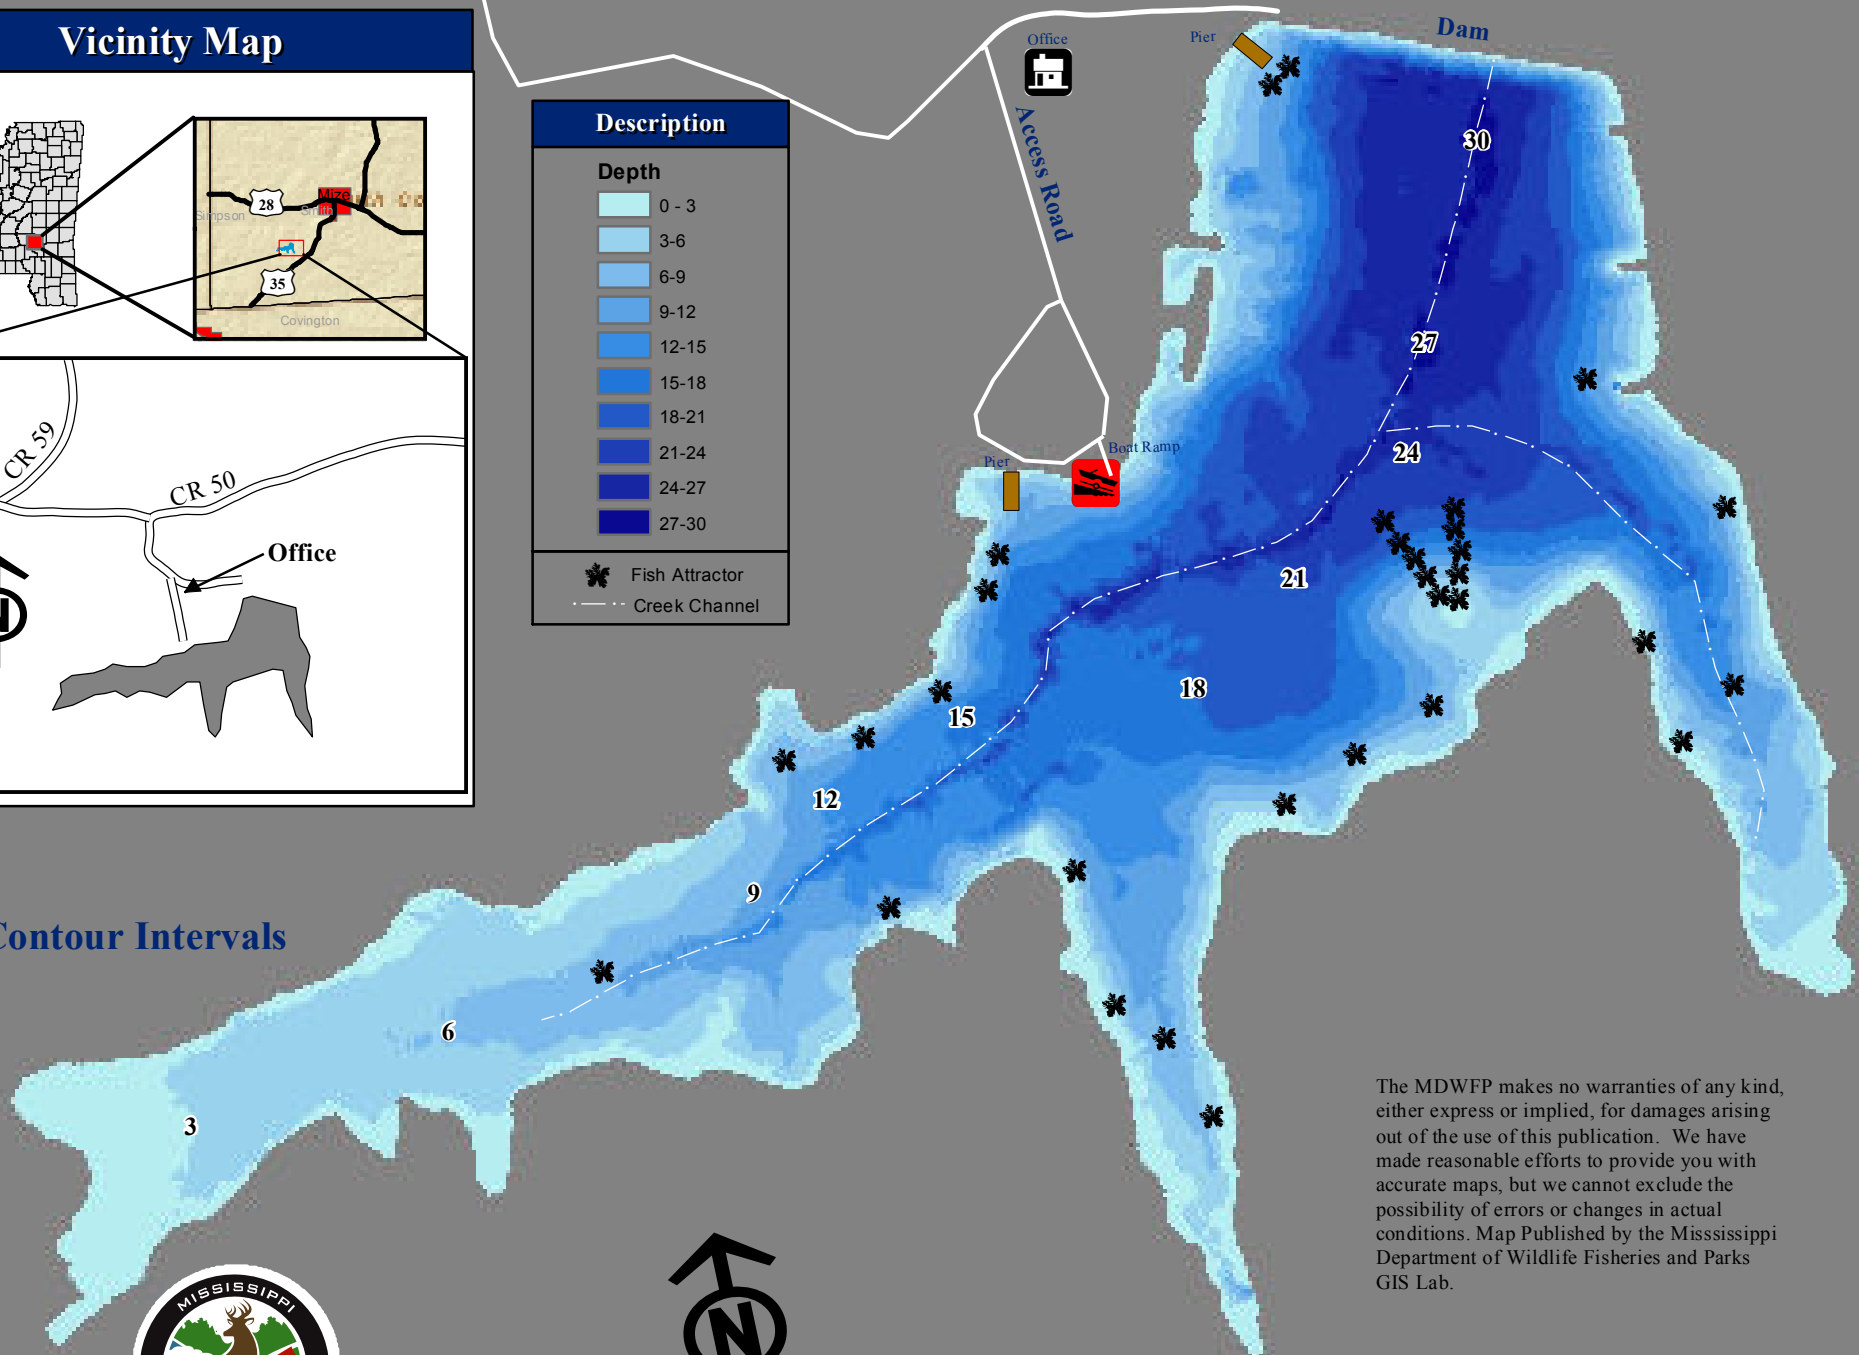 Vicinity Map
Mize
28
Simpson
Smith
35
Covington
CR 59
CR 50
Office
N
Contour Intervals
Description
Depth
0 - 3
3-6
6-9
9-12
12-15
15-18
18-21
21-24
24-27
27-30
Fish Attractor
Creek Channel
Office
Access Road
Pier
Dam
30
27
24
Boat Ramp
Pier
21
18
15
12
9
6
3
The MDWFP makes no warranties of any kind,
either express or implied, for damages arising
out of the use of this publication. We have
made reasonable efforts to provide you with
accurate maps, but we cannot exclude the
possibility of errors or changes in actual
conditions. Map Published by the Misssissippi
Department of Wildlife Fisheries and Parks
GIS Lab.
MISSISSIPPI
N